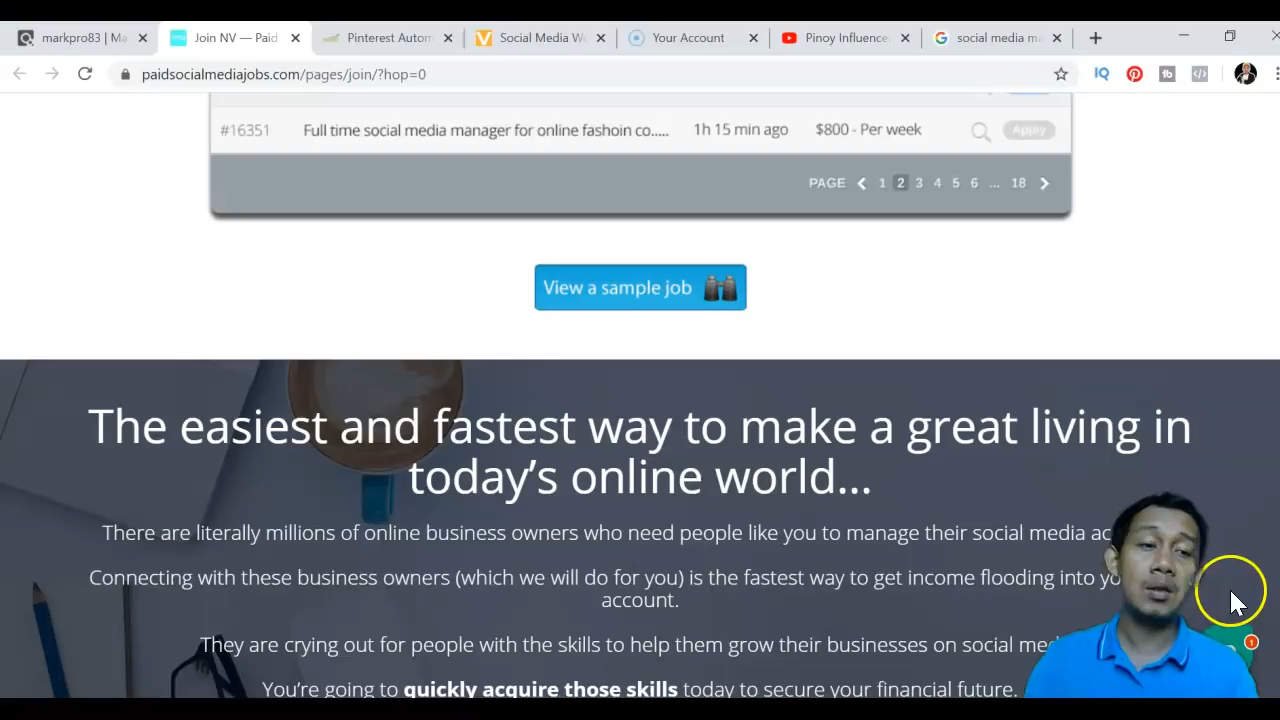 markpro83 | Ma
Join NV — Paid
Pinterest Autom
Social Media W
Your Account
Pinoy Influence
social media m
paidsocialmediajobs.com/pages/join/?hop=0
IQ
#16351 Full time social media manager for online fashoin co..... 1h 15 min ago $800 - Per week Apply
PAGE 1 2 3 4 5 6 ... 18
View a sample job
The easiest and fastest way to make a great living in
today’s online world...
There are literally millions of online business owners who need people like you to manage their social media ac
Connecting with these business owners (which we will do for you) is the fastest way to get income flooding into yo
account.
They are crying out for people with the skills to help them grow their businesses on social med
1
You’re going to quickly acquire those skills today to secure your financial future.